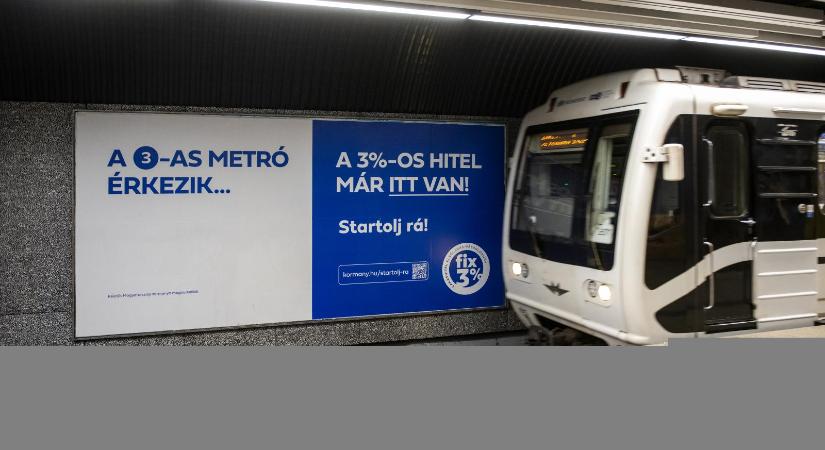 A 3-AS METRÓ
ÉRKEZIK...
A 3%-OS HITEL
MÁR ITT VAN!
Startolj rá!
kormany.hu/startolj-ra
fix
3%